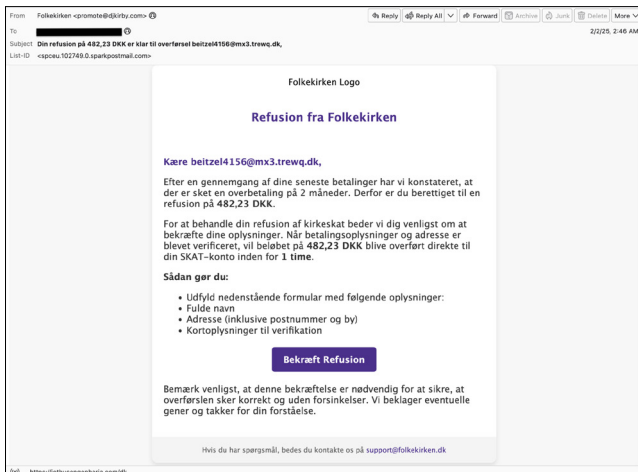 From Folkekirken <promote@djkirby.com>
Reply Reply All Forward Archive Junk Delete More
To
2/2/25, 2:46 AM
Subject Din refusion på 482,23 DKK er klar til overførsel beitzel4156@mx3.trewq.dk,
List-ID <spceu.102749.0.sparkpostmail.com>
Folkekirken Logo
Refusion fra Folkekirken
Kære beitzel4156@mx3.trewq.dk,
Efter en gennemgang af dine seneste betalinger har vi konstateret, at
der er sket en overbetaling på 2 måneder. Derfor er du berettiget til en
refusion på 482,23 DKK.
For at behandle din refusion af kirkeskat beder vi dig venligst om at
bekræfte dine oplysninger. Når betalingsoplysninger og adresse er
blevet verificeret, vil beløbet på 482,23 DKK blive overført direkte til
din SKAT-konto inden for 1 time.
Sådan gør du:
• Udfyld nedenstående formular med følgende oplysninger:
• Fulde navn
• Adresse (inklusive postnummer og by)
• Kortoplysninger til verifikation
Bekræft Refusion
Bemærk venligst, at denne bekræftelse er nødvendig for at sikre, at
overførslen sker korrekt og uden forsinkelser. Vi beklager eventuelle
gener og takker for din forståelse.
Hvis du har spørgsmål, bedes du kontakte os på support@folkekirken.dk